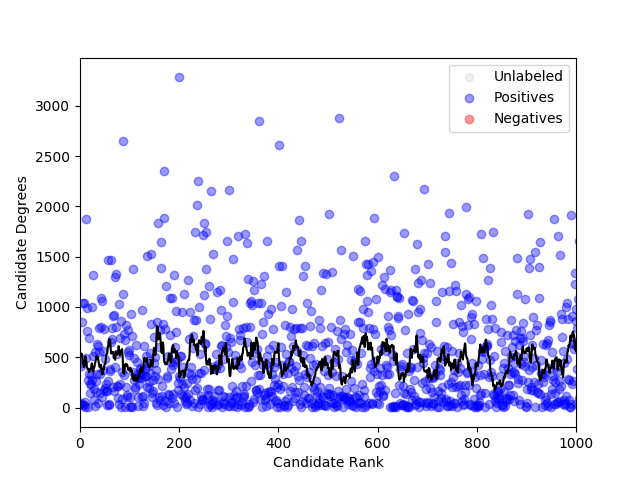 Unlabeled
Positives
Negatives
3000
2500
2000
1500
1000
500
0
Candidate Degrees
0 200 400 600 800 1000
Candidate Rank